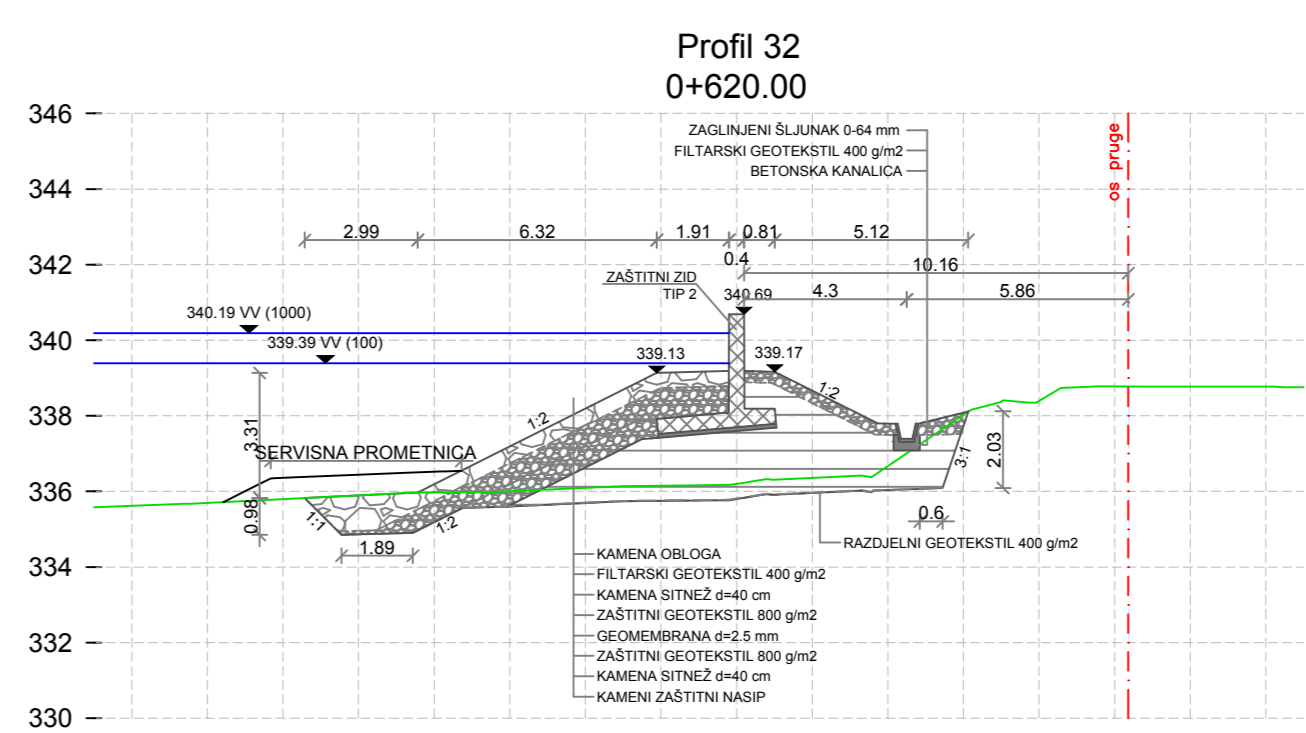 Profil 32
0+620.00
346
344
342
340
338
336
334
332
330
ZAGLINJENI ŠLJUNAK 0-64 mm
FILTARSKI GEOTEKSTIL 400 g/m2
BETONSKA KANALICA
os pruge
2.99
6.32
1.91
0.81
5.12
0.4
10.16
4.3
5.86
ZAŠTITNI ZID
TIP 2
340.69
340.19 VV (1000)
339.39 VV (100)
339.13
339.17
1:2
1:2
3.31
SERVISNA PROMETNICA
3:1
2.03
0.98
1:1
1:2
1.89
0.6
RAZDJELNI GEOTEKSTIL 400 g/m2
KAMENA OBLOGA
FILTARSKI GEOTEKSTIL 400 g/m2
KAMENA SITNEŽ d=40 cm
ZAŠTITNI GEOTEKSTIL 800 g/m2
GEOMEMBRANA d=2.5 mm
ZAŠTITNI GEOTEKSTIL 800 g/m2
KAMENA SITNEŽ d=40 cm
KAMENI ZAŠTITNI NASIP